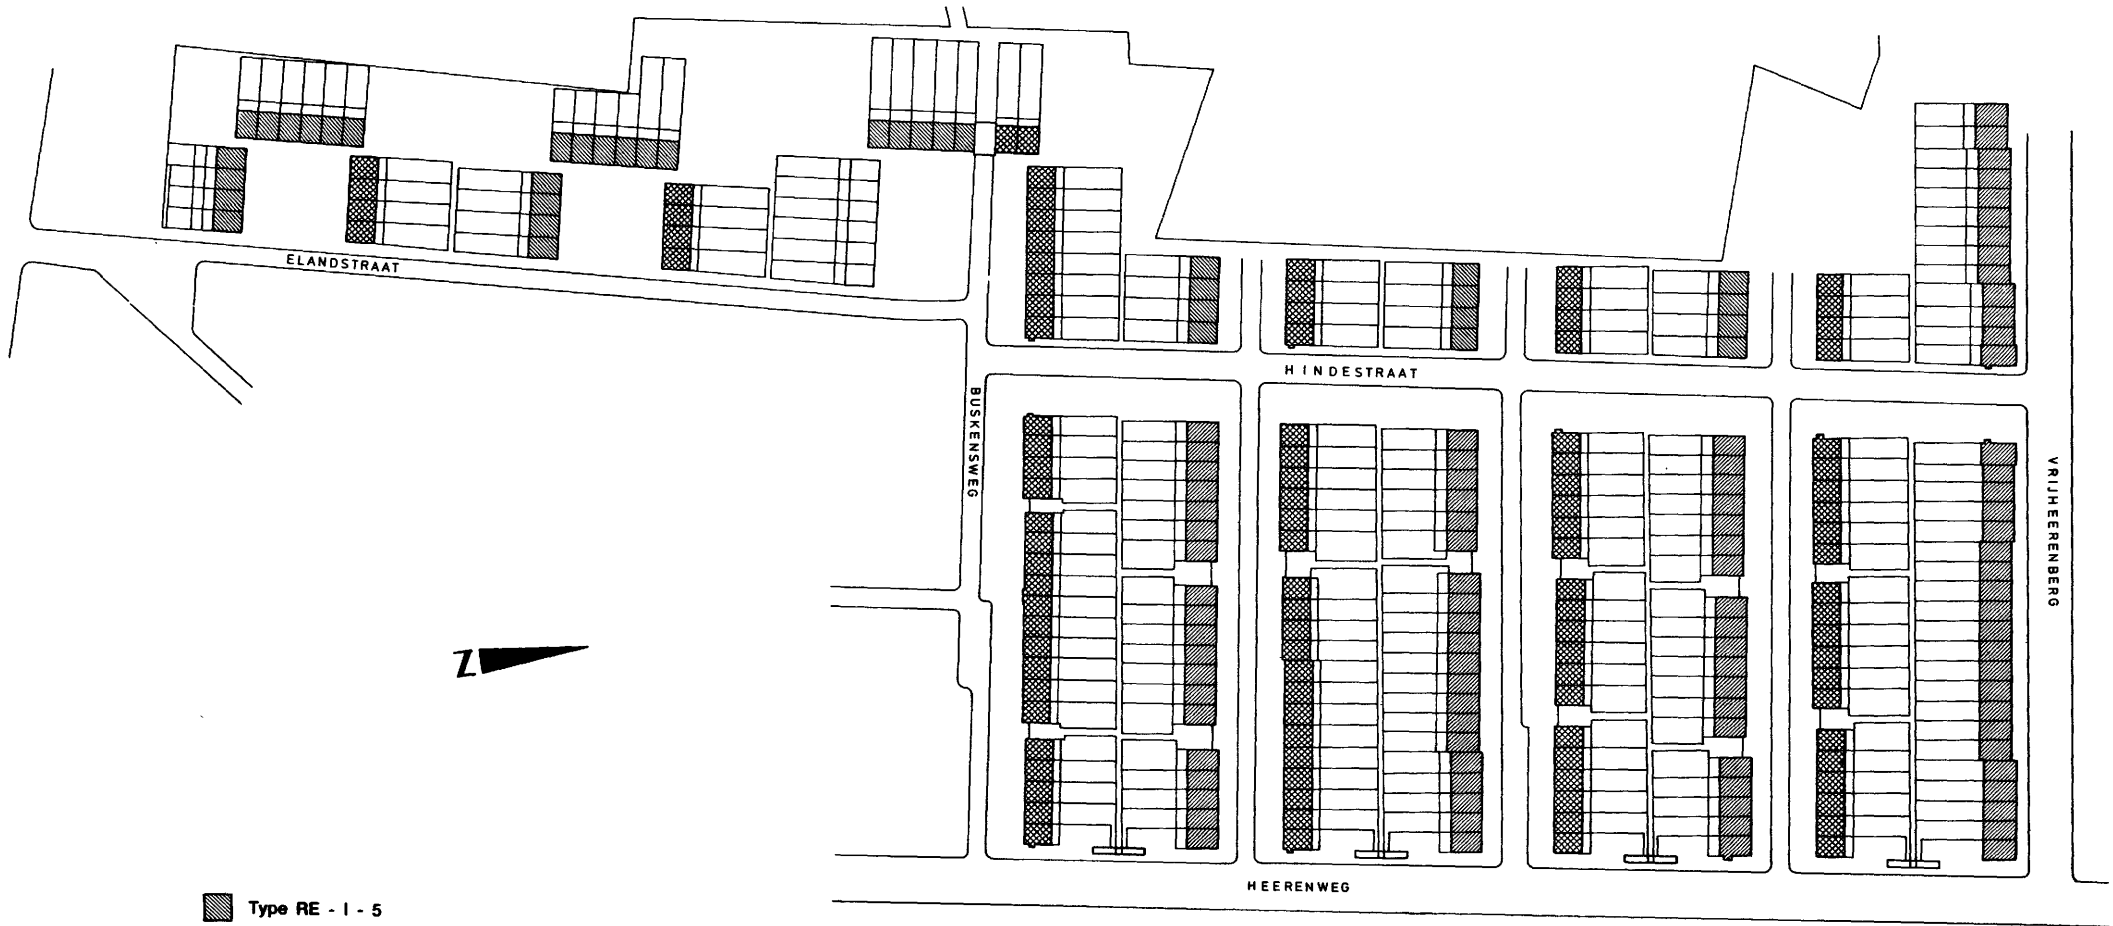 ELANDSTRAAT
HINDESTRAAT
BUSKENSWEG
VRIJHEERENBERG
N
HEERENWEG
Type RE - I - 5